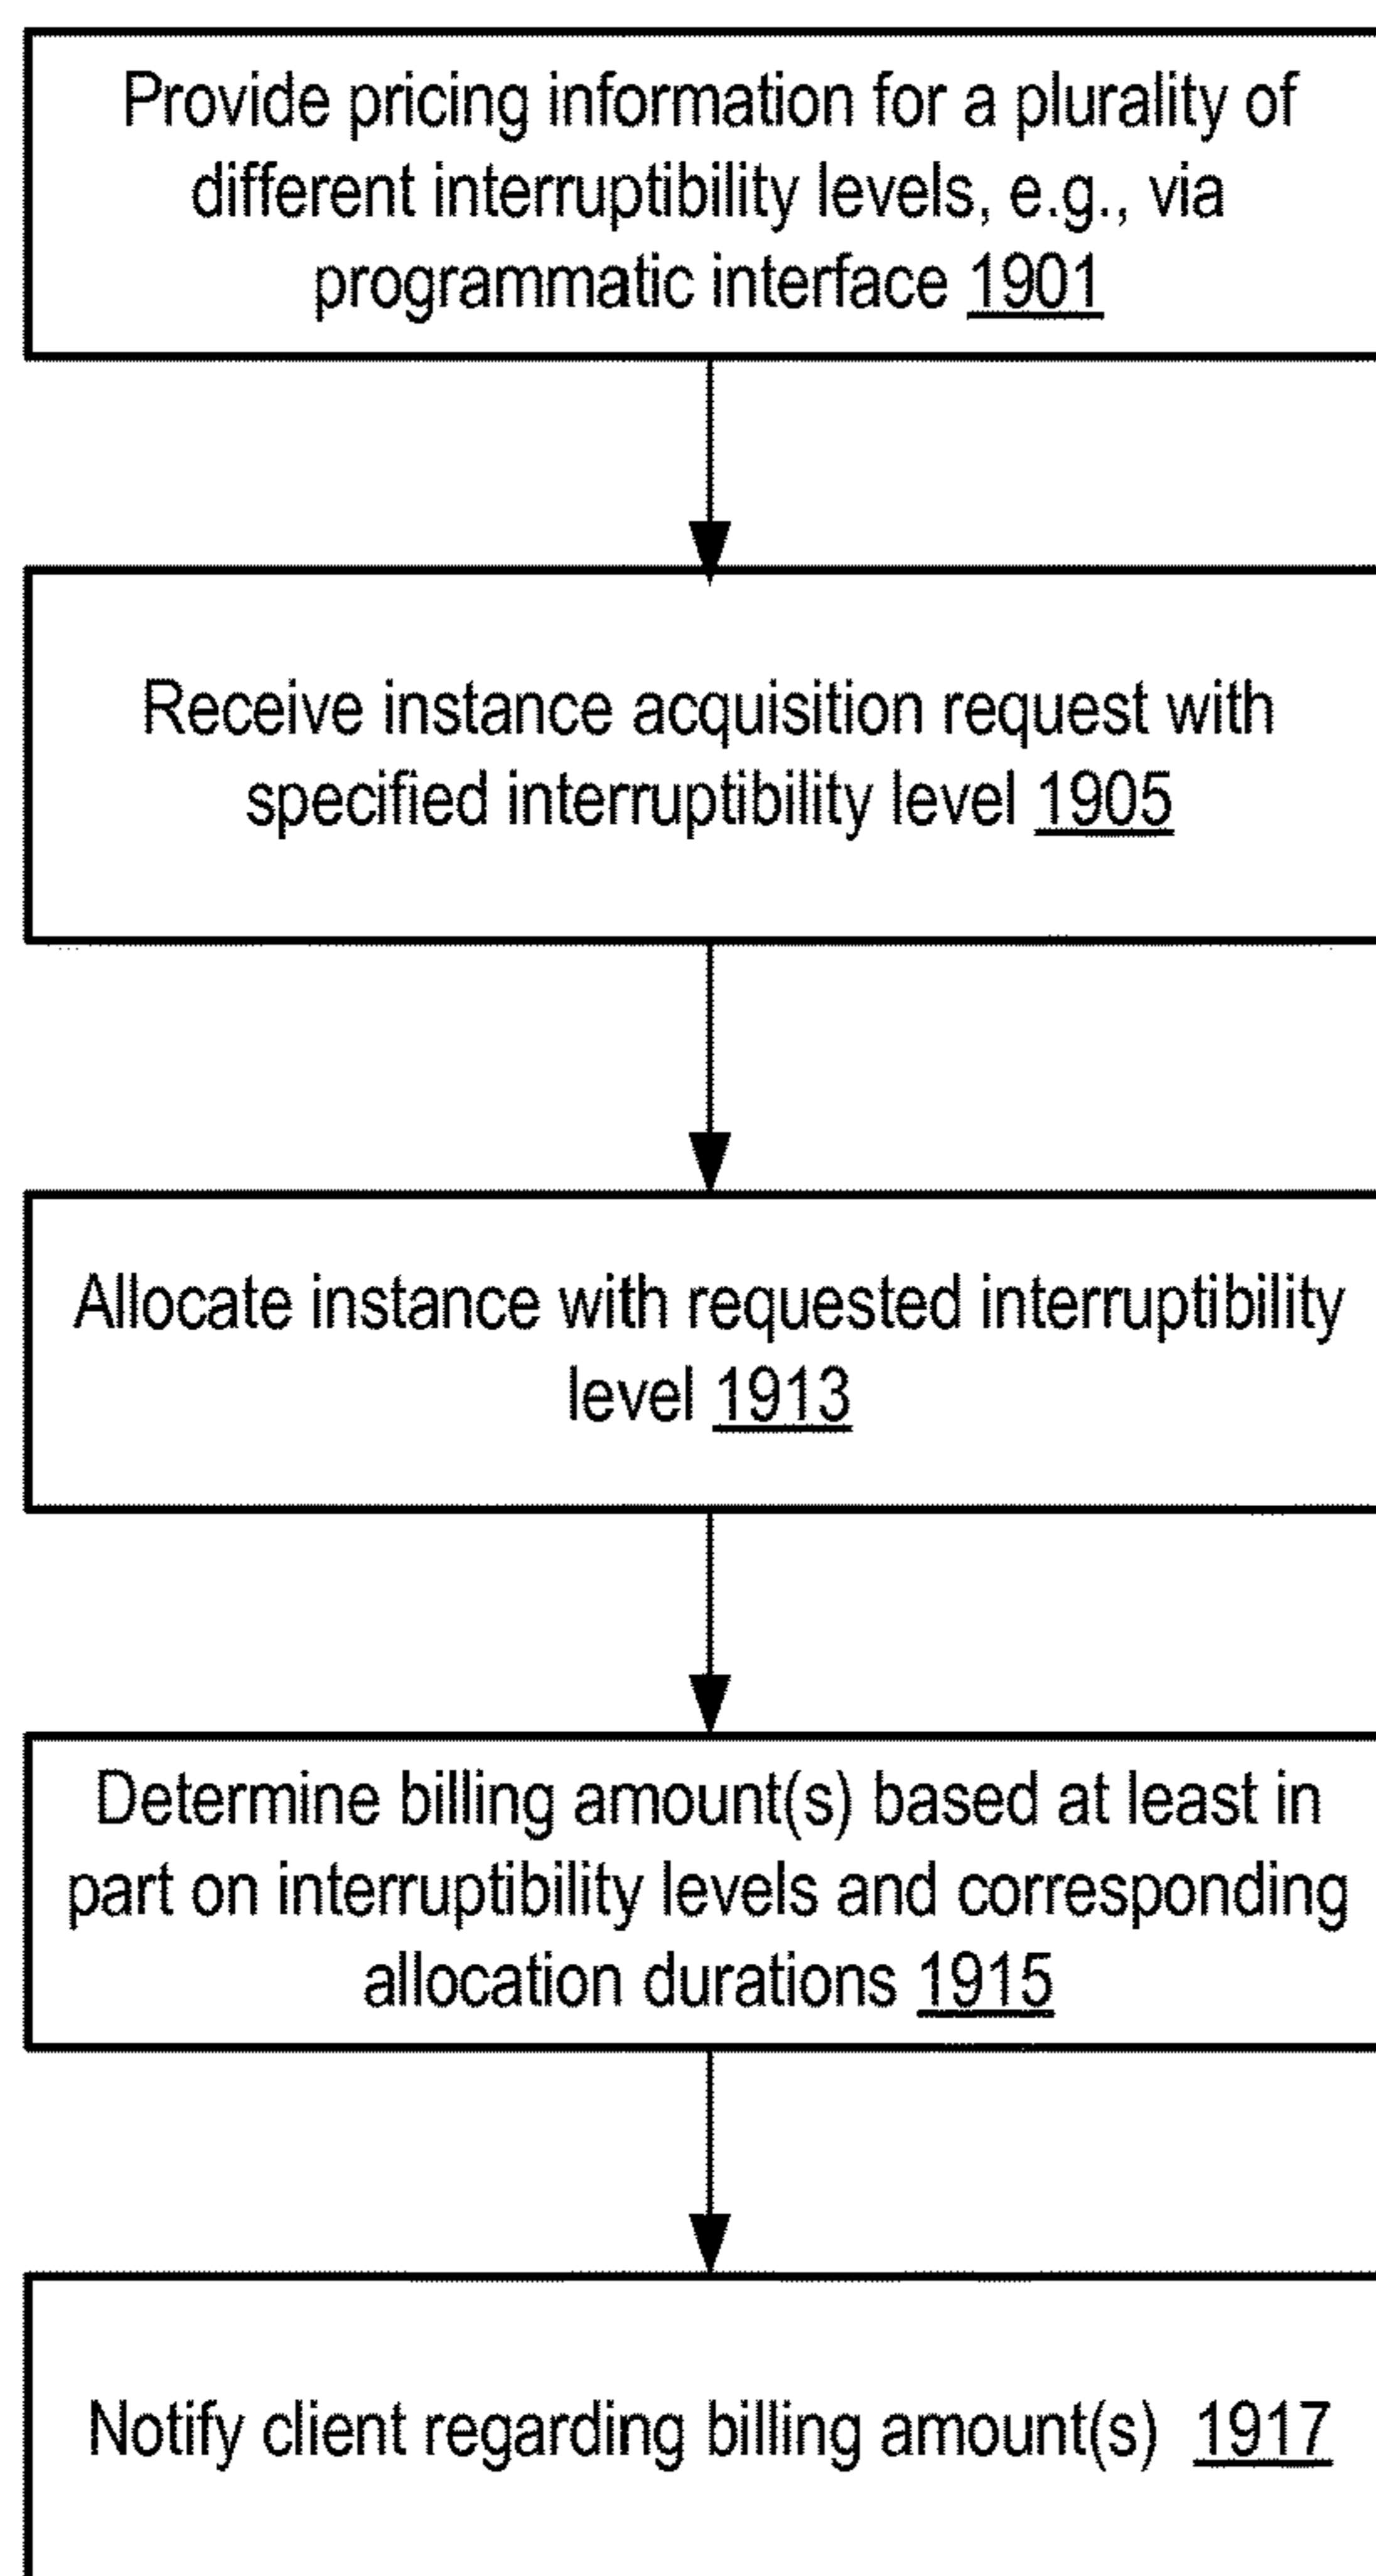 Provide pricing information for a plurality of
different interruptibility levels, e.g., via
programmatic interface 1901
Receive instance acquisition request with
specified interruptibility level 1905
Allocate instance with requested interruptibility
level 1913
Determine billing amount(s) based at least in
part on interruptibility levels and corresponding
allocation durations 1915
Notify client regarding billing amount(s) 1917